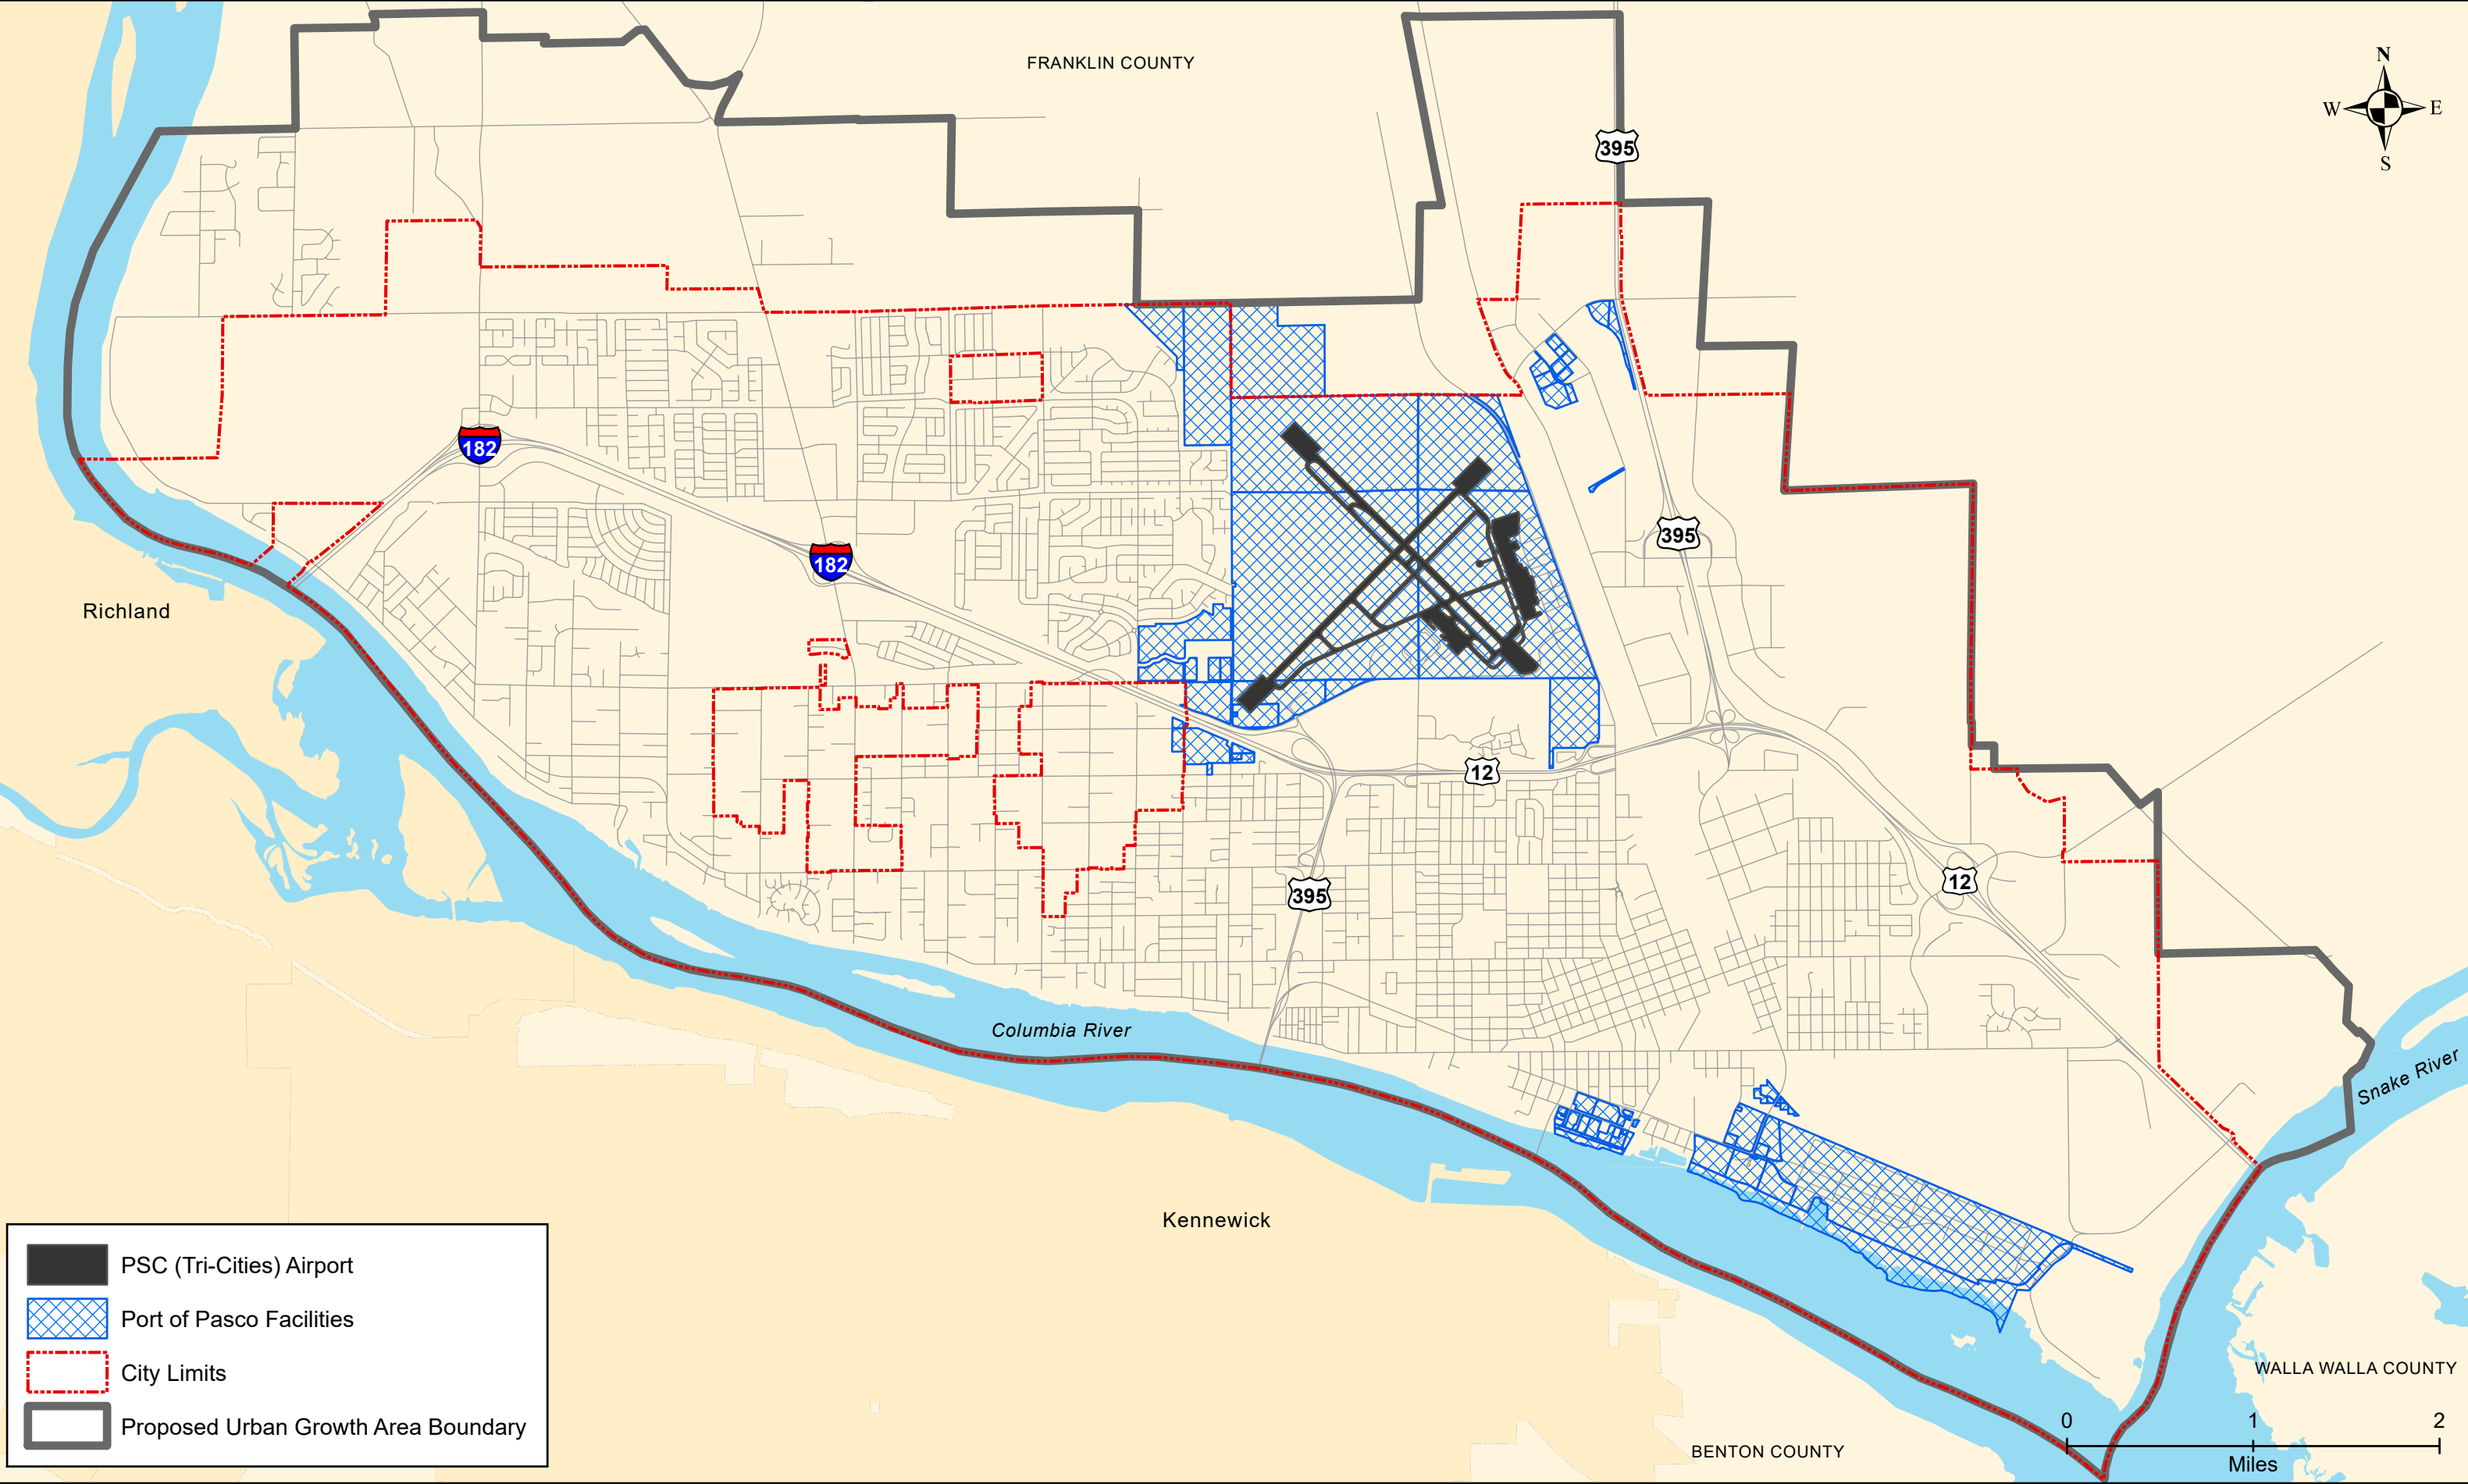 FRANKLIN COUNTY
N
W
E
S
395
182
395
182
Richland
12
12
395
Columbia River
Snake River
Kennewick
PSC (Tri-Cities) Airport
Port of Pasco Facilities
City Limits
Proposed Urban Growth Area Boundary
WALLA WALLA COUNTY
BENTON COUNTY
0 1 2
Miles